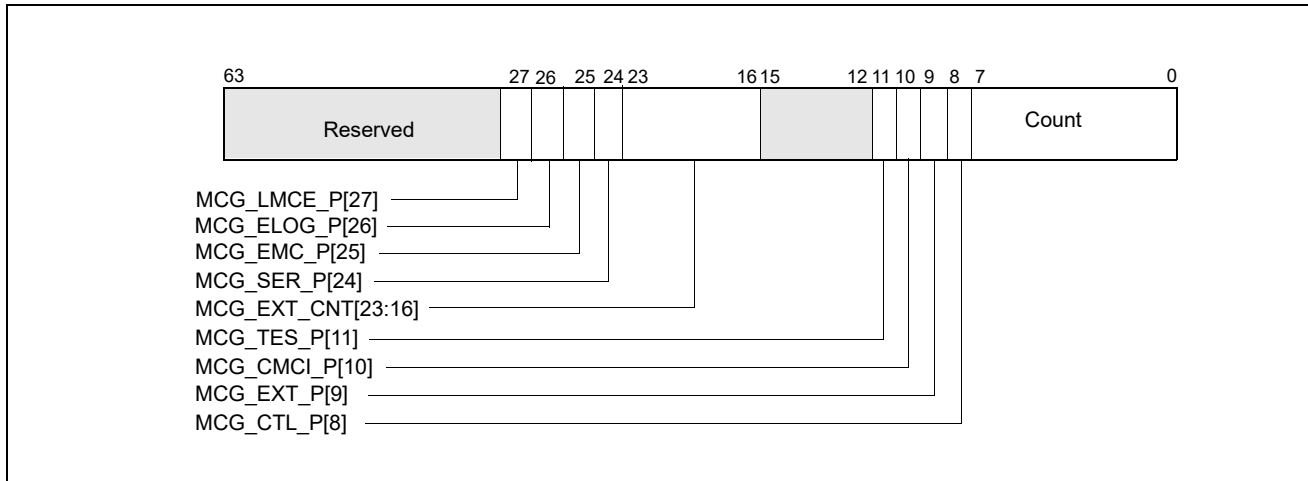 63 27 26 25 24 23 16 15 12 11 10 9 8 7 0
Reserved Count
MCG_LMCE_P[27]
MCG_ELOG_P[26]
MCG_EMC_P[25]
MCG_SER_P[24]
MCG_EXT_CNT[23:16]
MCG_TES_P[11]
MCG_CMCI_P[10]
MCG_EXT_P[9]
MCG_CTL_P[8]